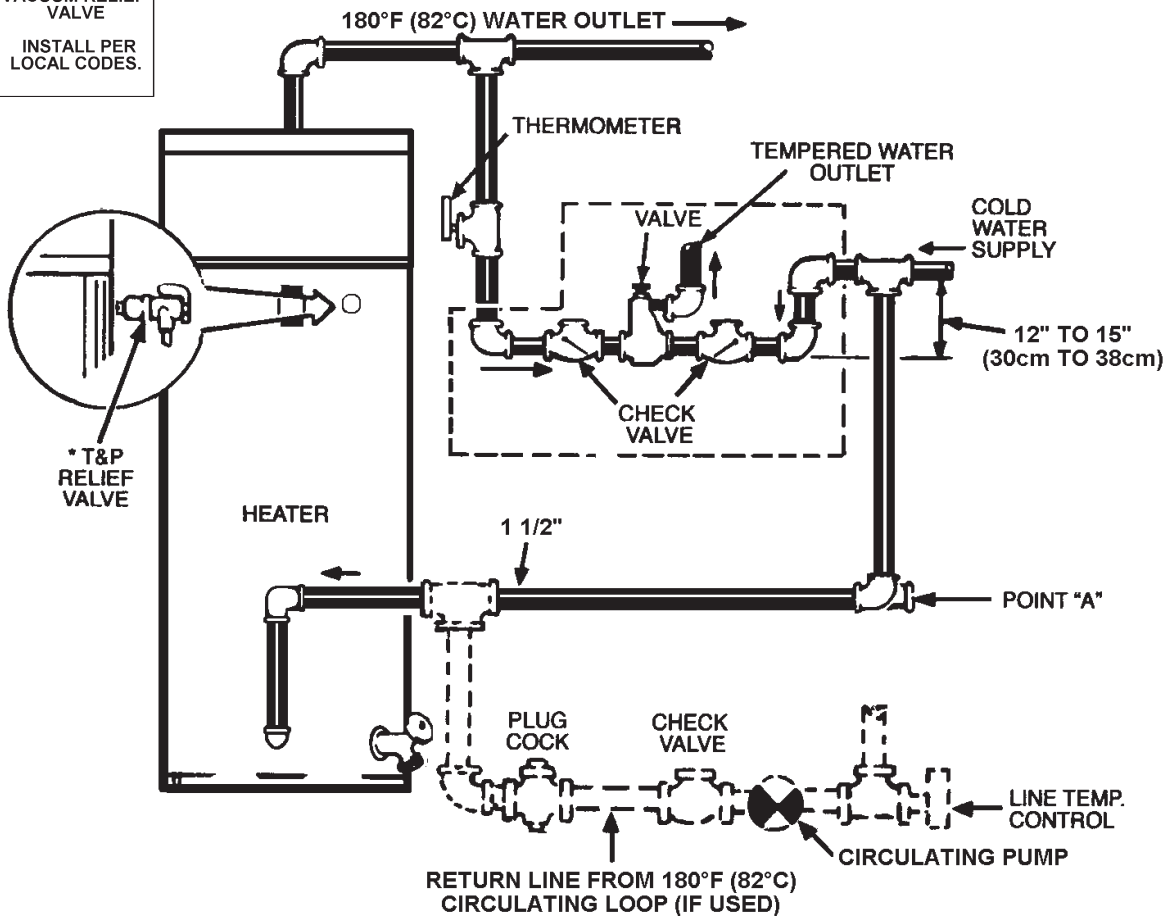 VALVE
INSTALL PER
LOCAL CODES.
180°F (82°C) WATER OUTLET
THERMOMETER
TEMPERED WATER
OUTLET
VALVE
COLD
WATER
SUPPLY
12" TO 15"
(30cm TO 38cm)
CHECK
VALVE
* T&P
RELIEF
VALVE
HEATER
1 1/2"
POINT "A"
PLUG
COCK
CHECK
VALVE
LINE TEMP.
CONTROL
CIRCULATING PUMP
RETURN LINE FROM 180°F (82°C)
CIRCULATING LOOP (IF USED)